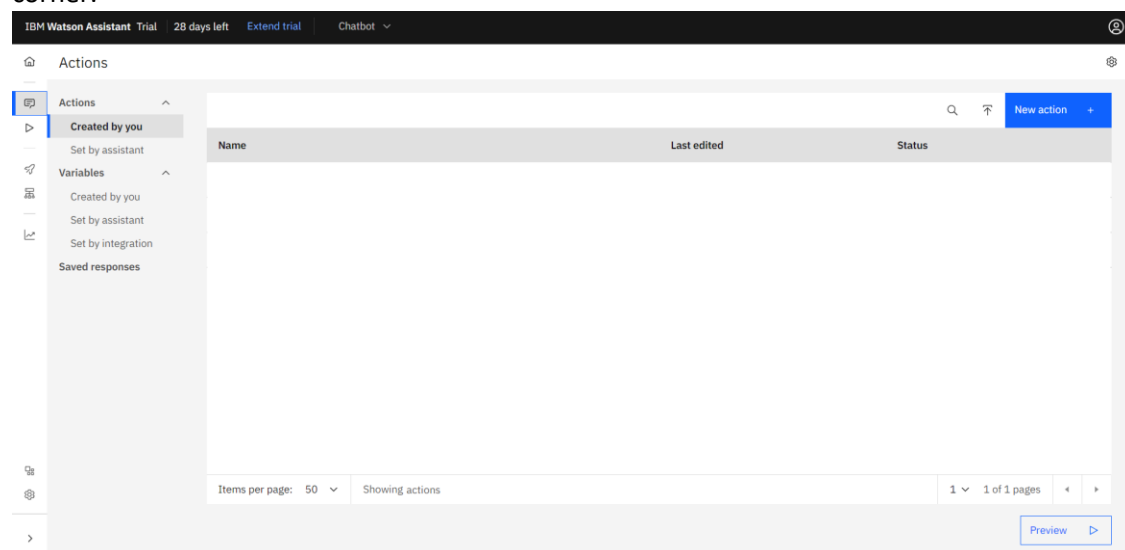 corner.
IBM Watson Assistant Trial 28 days left Extend trial Chatbot
Actions
Actions
Created by you
Set by assistant
Variables
Created by you
Set by assistant
Set by integration
Saved responses
New action +
Name Last edited Status
Items per page: 50 Showing actions 1 1 of 1 pages
Preview